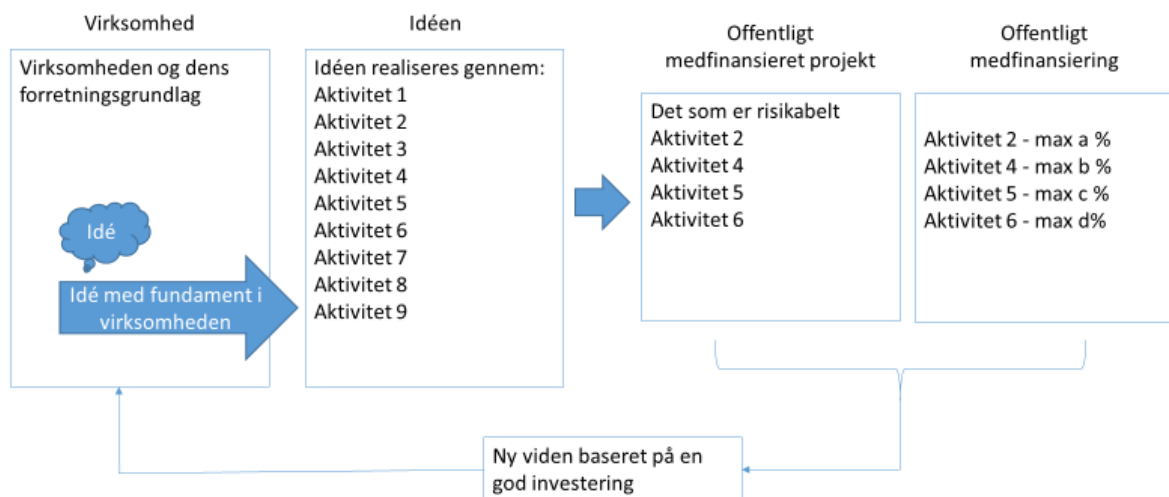 Virksomhed
Virksomheden og dens
forretningsgrundlag
Idé
Idé med fundament i
virksomheden
Idéen
Idéen realiseres gennem:
Aktivitet 1
Aktivitet 2
Aktivitet 3
Aktivitet 4
Aktivitet 5
Aktivitet 6
Aktivitet 7
Aktivitet 8
Aktivitet 9
Offentligt
medfinansieret projekt
Det som er risikabelt
Aktivitet 2
Aktivitet 4
Aktivitet 5
Aktivitet 6
Offentligt
medfinansiering
Aktivitet 2 - max a %
Aktivitet 4 - max b %
Aktivitet 5 - max c %
Aktivitet 6 - max d%
Ny viden baseret på en
god investering